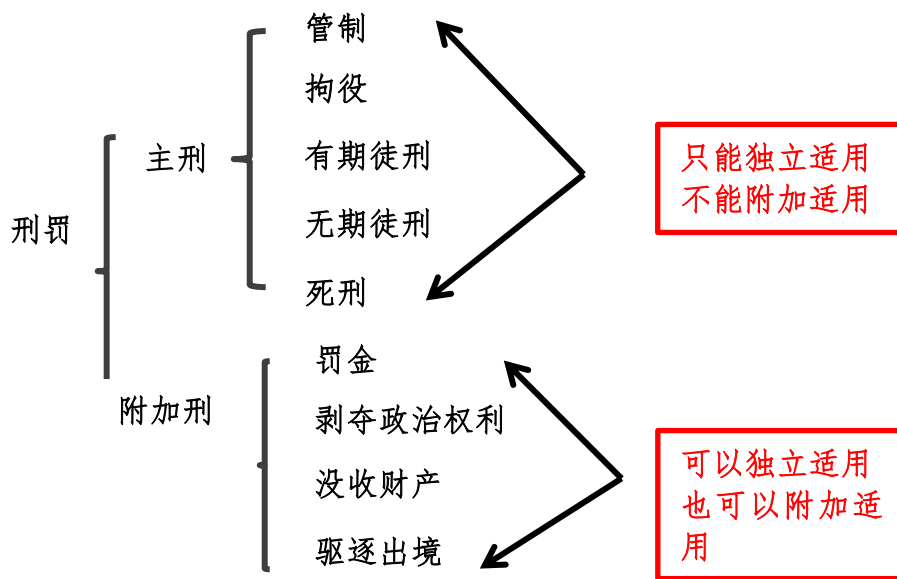 刑罚
主刑
管制
拘役
有期徒刑
无期徒刑
死刑
只能独立适用
不能附加适用
附加刑
罚金
剥夺政治权利
没收财产
驱逐出境
可以独立适用
也可以附加适
用